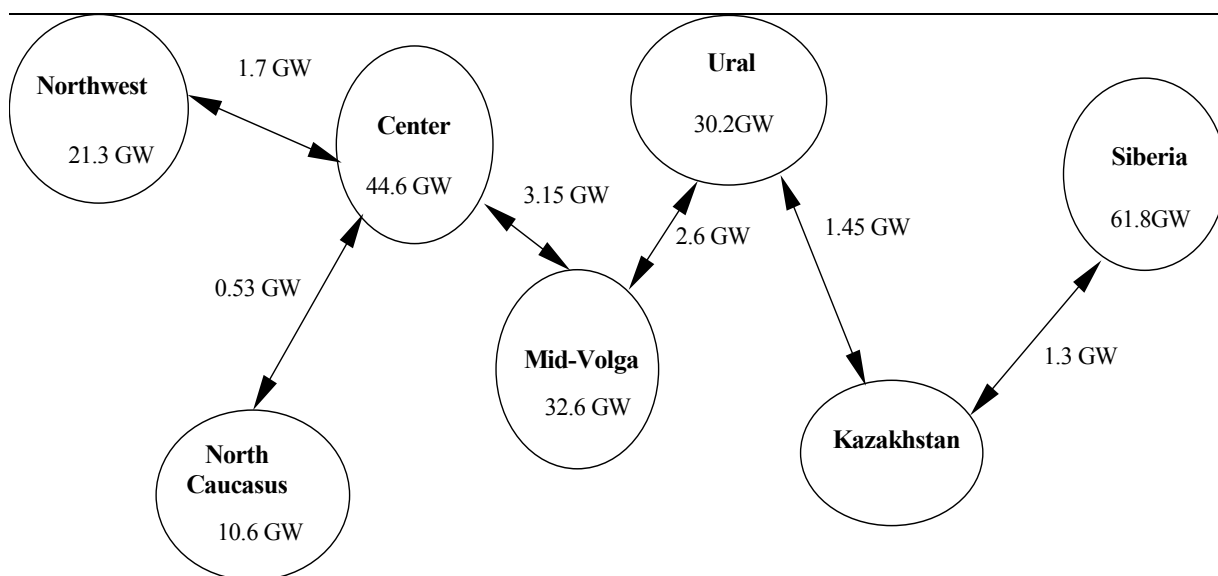 Northwest
21.3 GW
1.7 GW
Center
44.6 GW
Ural
30.2GW
Siberia
61.8GW
3.15 GW
2.6 GW
1.45 GW
0.53 GW
Mid-Volga
32.6 GW
1.3 GW
Kazakhstan
North
Caucasus
10.6 GW